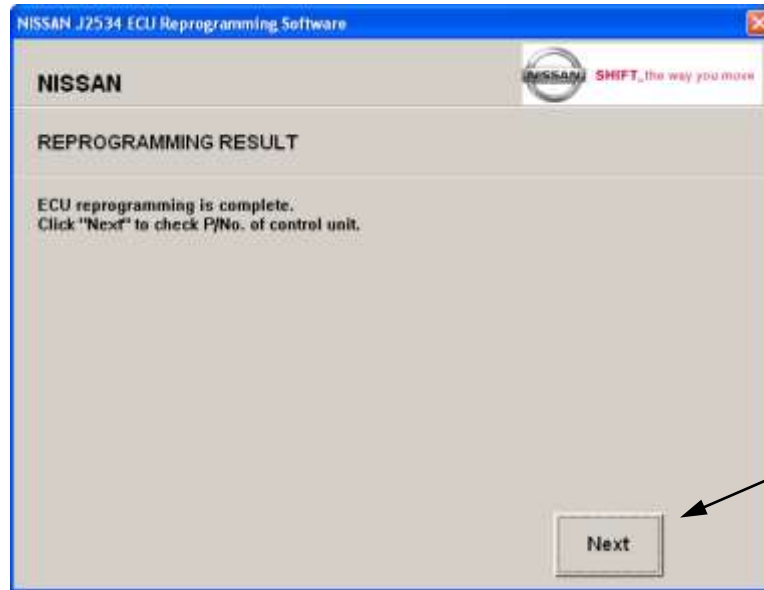 NISSAN J2534 ECU Reprogramming Software
NISSAN
NISSAN SHIFT_the way you move
REPROGRAMMING RESULT
ECU reprogramming is complete.
Click "Next" to check P/No. of control unit.
Next